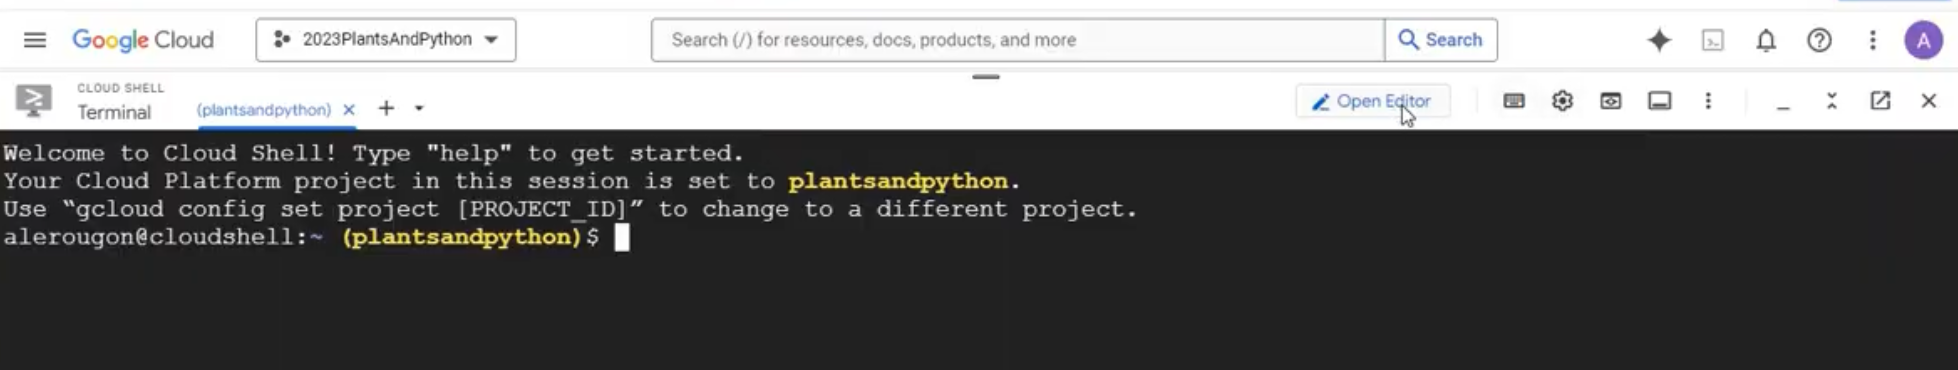 Google Cloud
2023PlantsAndPython
Search (/) for resources, docs, products, and more
Search
A
CLOUD SHELL
Terminal
(plantsandpython)
Open Editor
Welcome to Cloud Shell! Type "help" to get started.
Your Cloud Platform project in this session is set to plantsandpython.
Use “gcloud config set project [PROJECT_ID]” to change to a different project.
alerougon@cloudshell:~ (plantsandpython)$